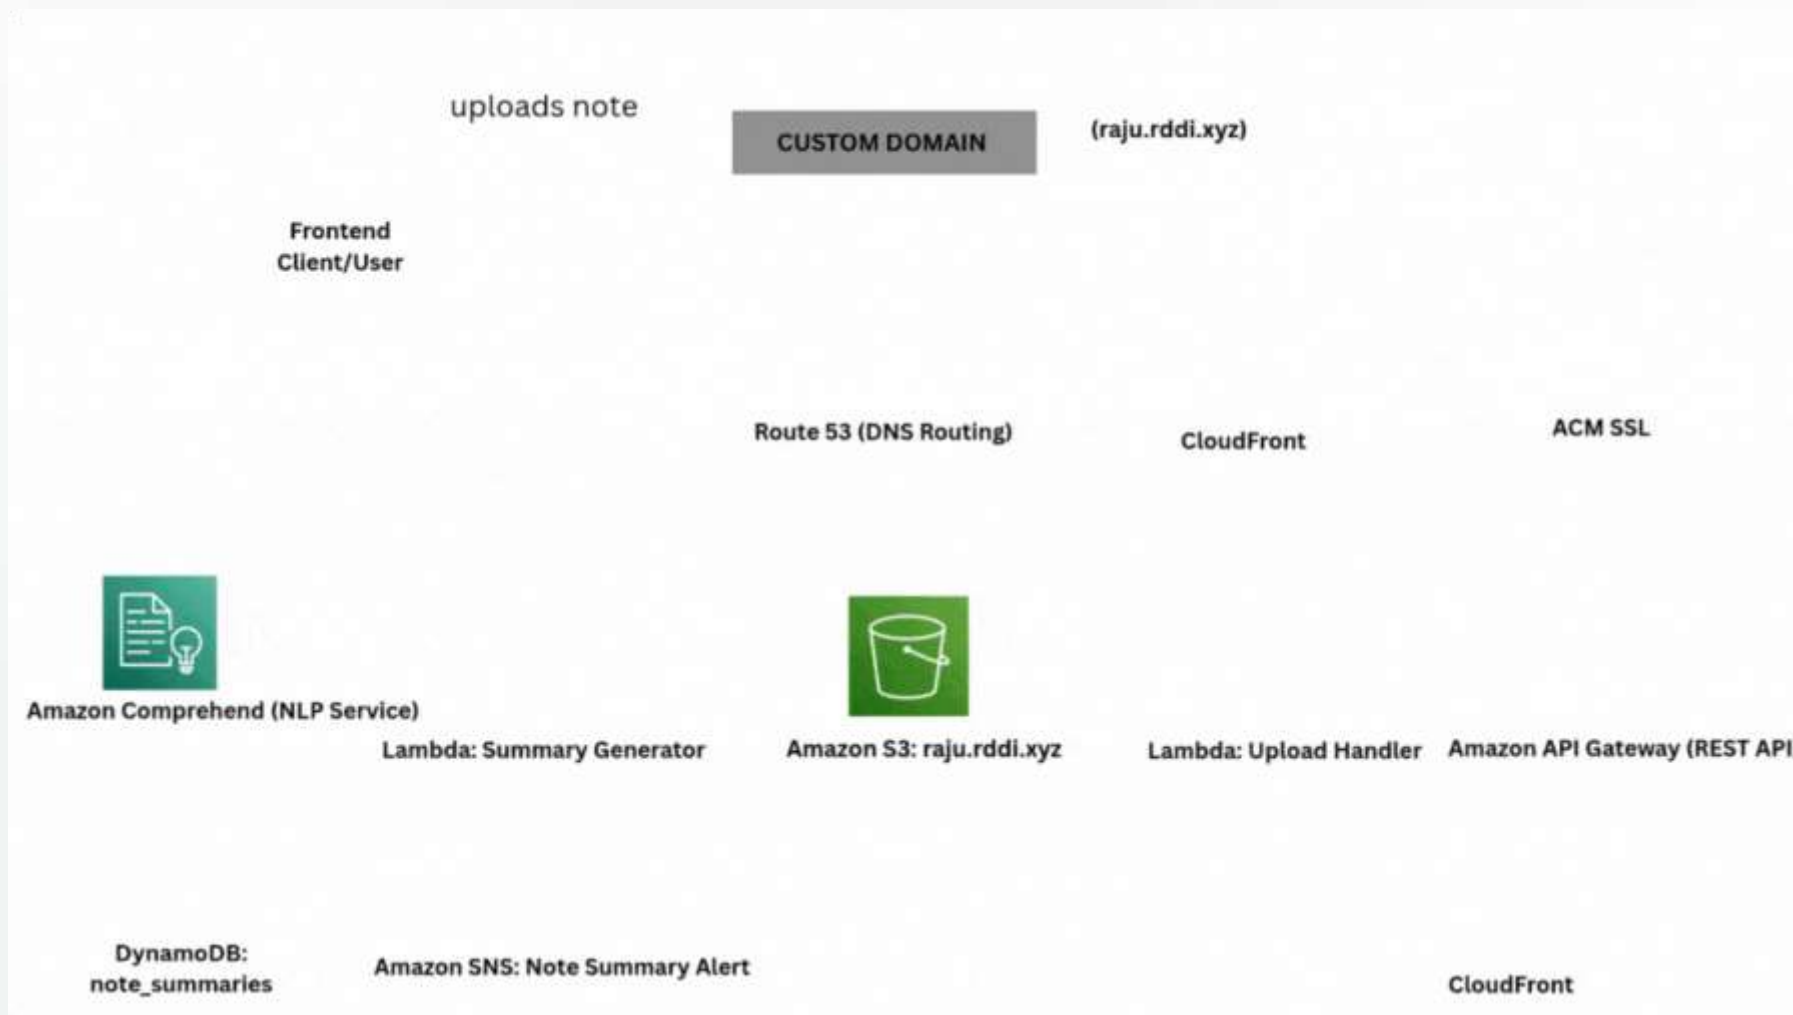 uploads note
CUSTOM DOMAIN
(raju.rddi.xyz)
Frontend
Client/User
Route 53 (DNS Routing)
CloudFront
ACM SSL
Amazon Comprehend (NLP Service)
Lambda: Summary Generator
Amazon S3: raju.rddi.xyz
Lambda: Upload Handler
Amazon API Gateway (REST API
DynamoDB:
note_summaries
Amazon SNS: Note Summary Alert
CloudFront